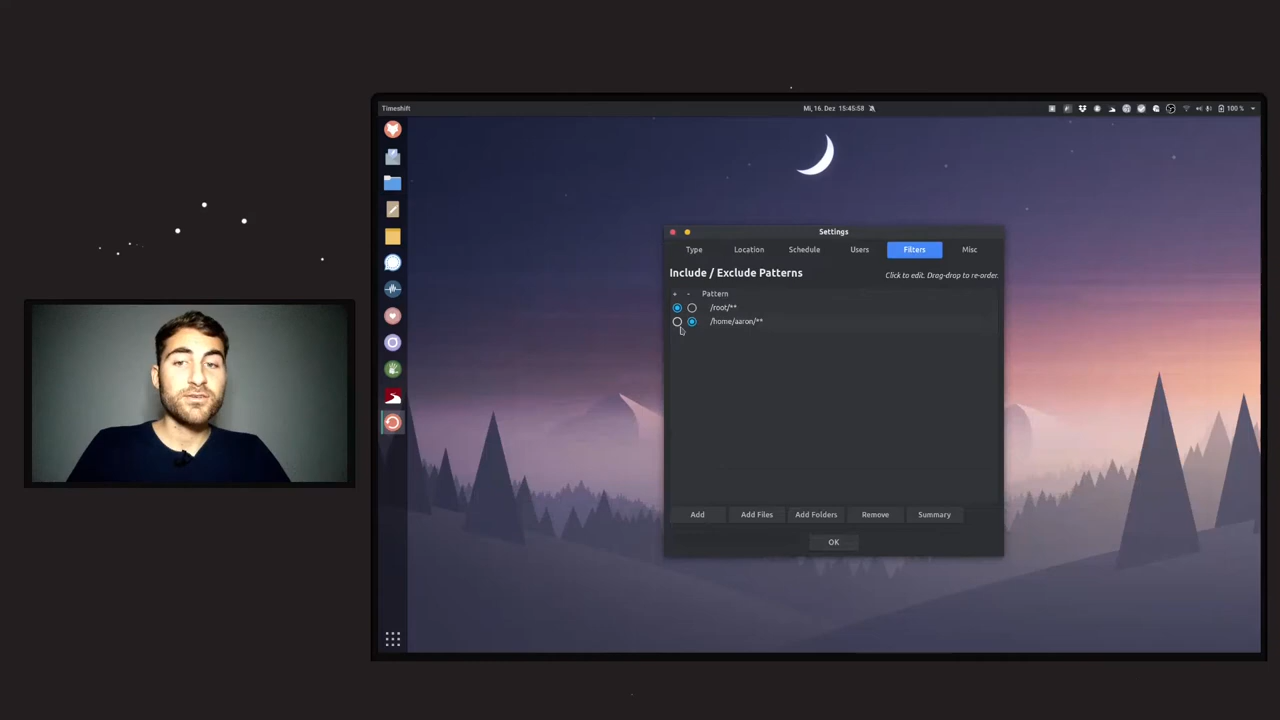 Timeshift
Mi, 16. Dez 15:45:58
100 %
Settings
Type Location Schedule Users Filters Misc
Include / Exclude Patterns
Click to edit. Drag-drop to re-order.
+ - Pattern
/root/**
/home/aaron/**
Add Add Files Add Folders Remove Summary
OK